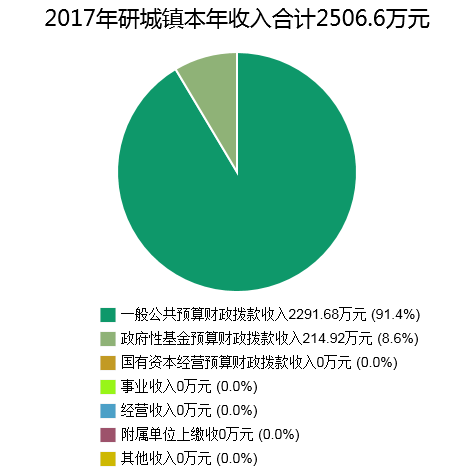 2017年研城镇本年收入合计2506.6万元
一般公共预算财政拨款收入2291.68万元 (91.4%)
政府性基金预算财政拨款收入214.92万元 (8.6%)
国有资本经营预算财政拨款收入0万元 (0.0%)
事业收入0万元 (0.0%)
经营收入0万元 (0.0%)
附属单位上缴收0万元 (0.0%)
其他收入0万元 (0.0%)